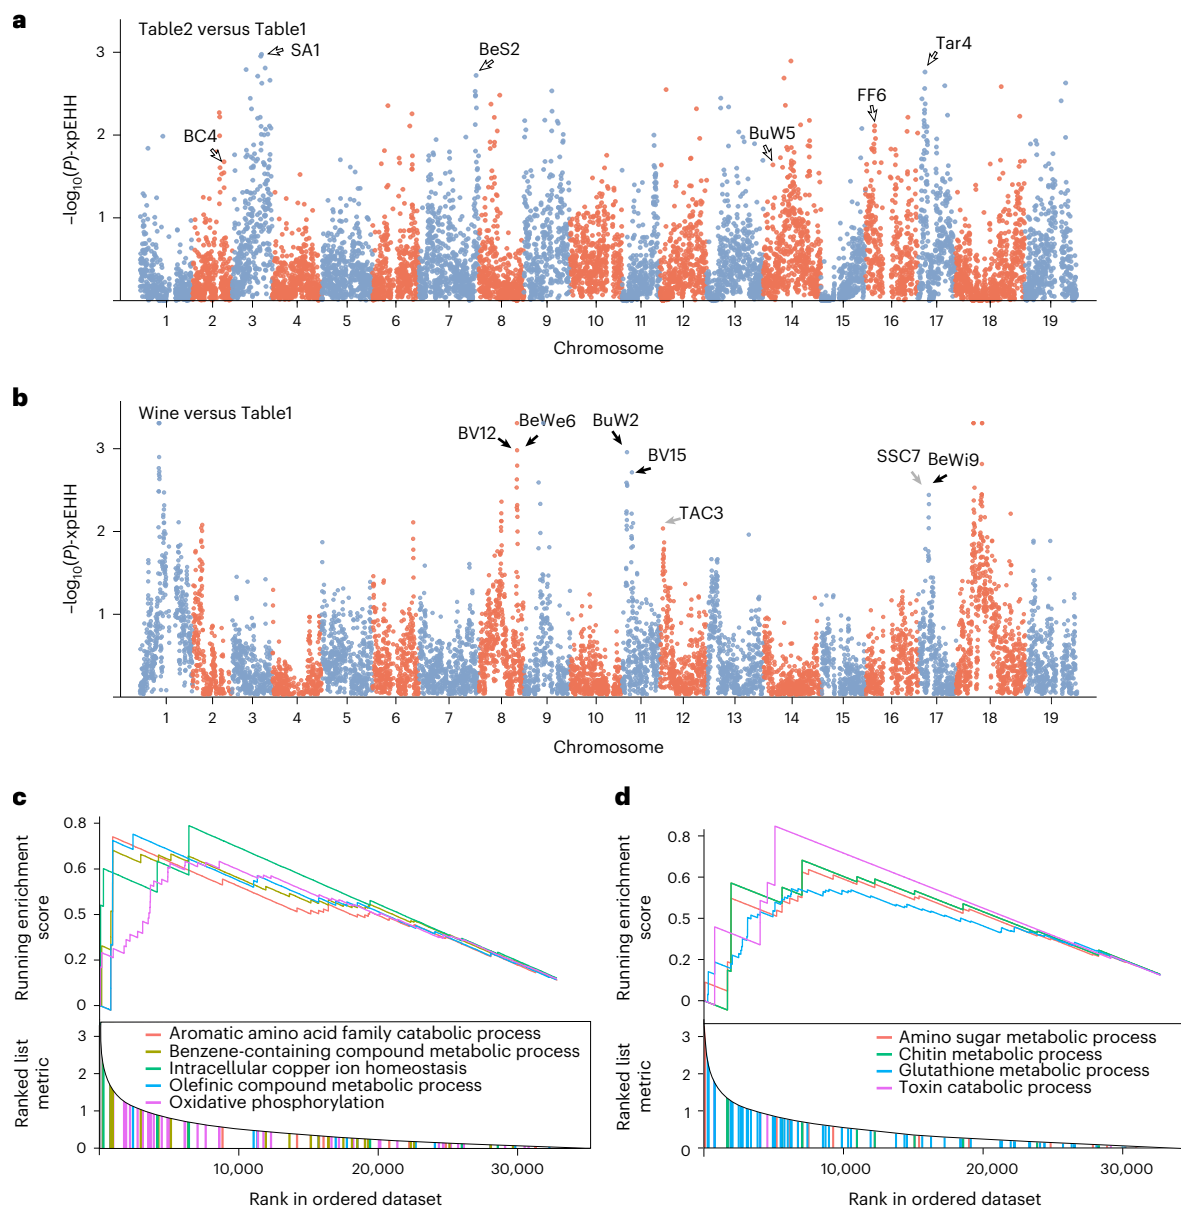 a
Table2 versus Table1
SA1
BeS2
Tar4
BC4
BuW5
FF6
3
2
1
–log10(P)-xpEHH
1 2 3 4 5 6 7 8 9 10 11 12 13 14 15 16 17 18 19
Chromosome
b
Wine versus Table1
BV12
BeWe6
BuW2
BV15
TAC3
SSC7
BeWi9
3
2
1
–log10(P)-xpEHH
1 2 3 4 5 6 7 8 9 10 11 12 13 14 15 16 17 18 19
Chromosome
c
0.8
0.6
0.5
0.2
0
Running enrichment
score
Aromatic amino acid family catabolic process
Benzene-containing compound metabolic process
Intracellular copper ion homeostasis
Olefinic compound metabolic process
Oxidative phosphorylation
3
2
1
0
Ranked list
metric
10,000 20,000 30,000
Rank in ordered dataset
d
0.8
0.6
0.5
0.2
0
Running enrichment
score
Amino sugar metabolic process
Chitin metabolic process
Glutathione metabolic process
Toxin catabolic process
3
2
1
0
Ranked list
metric
10,000 20,000 30,000
Rank in ordered dataset